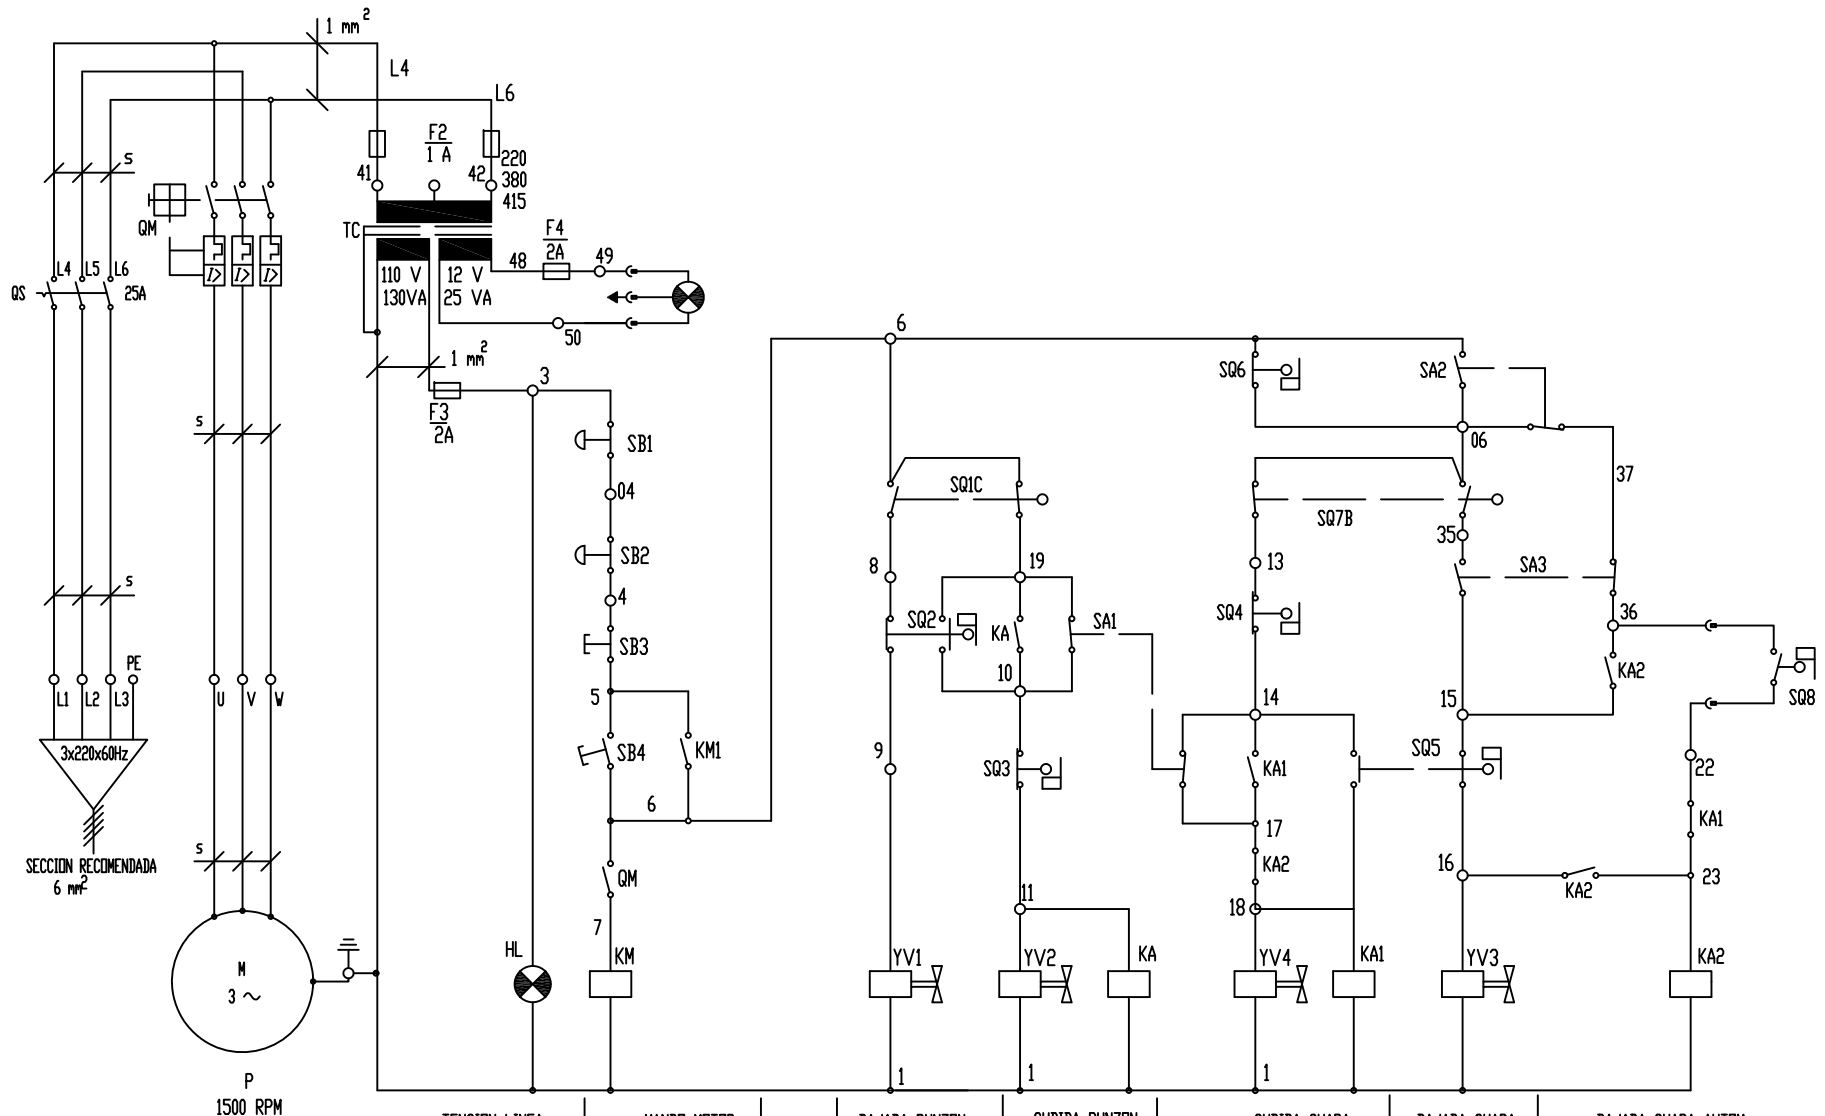 1 mm2
L4
L6
F2
1 A
41
42
220
380
415
S
QM
TC
F4
2A
48
49
L4
L5
L6
QS
25A
110 V
130VA
12 V
25 VA
I>
I>
I>
50
1 mm2
6
3
F3
2A
SQ6
SA2
06
S
SB1
37
SQ1C
04
SQ7B
35
SB2
8
19
13
SA3
S
4
SQ2
KA
SA1
SQ4
36
SB3
PE
10
KA2
L1
L2
L3
U
V
W
5
14
15
SQ8
3x220x60Hz
SB4
KM1
9
SQ3
KA1
SQ5
22
6
17
KA1
S
SECCION RECOMENDADA
6 mm2
QM
KA2
16
KA2
23
11
18
7
HL
KM
YV1
YV2
KA
YV4
KA1
YV3
KA2
M
3 ~
P
1500 RPM
1
1
1